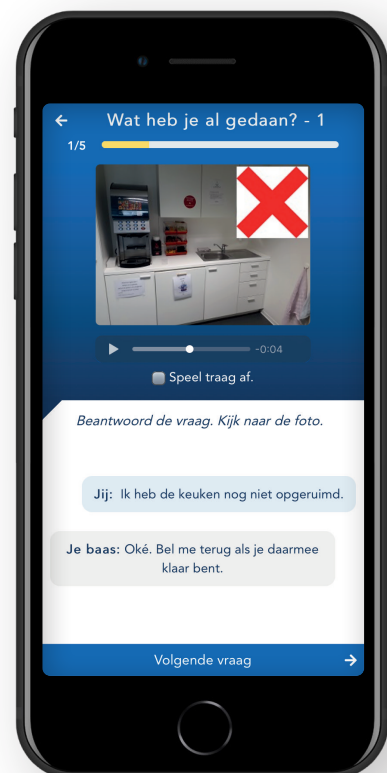 Wat heb je al gedaan? - 1
1/5
-0:04
Speel traag af.
Beantwoord de vraag. Kijk naar de foto.
Jij: Ik heb de keuken nog niet opgeruimd.
Je baas: Oké. Bel me terug als je daarmee
klaar bent.
Volgende vraag